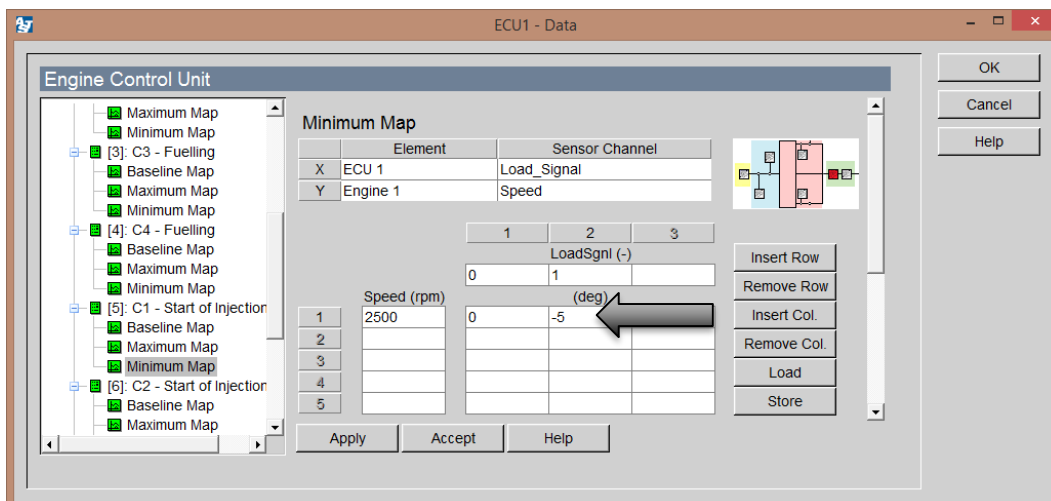 ECU1 - Data
Engine Control Unit
Maximum Map
Minimum Map
[3]: C3 - Fuelling
Baseline Map
Maximum Map
Minimum Map
[4]: C4 - Fuelling
Baseline Map
Maximum Map
Minimum Map
[5]: C1 - Start of Injection
Baseline Map
Maximum Map
Minimum Map
[6]: C2 - Start of Injection
Baseline Map
Maximum Map
Minimum Map
Element Sensor Channel
X ECU 1 Load_Signal
Y Engine 1 Speed
1 2 3
LoadSgnl (-)
0 1
Speed (rpm) (deg)
1 2500 0 -5
2
3
4
5
Insert Row
Remove Row
Insert Col.
Remove Col.
Load
Store
Apply Accept Help
OK
Cancel
Help